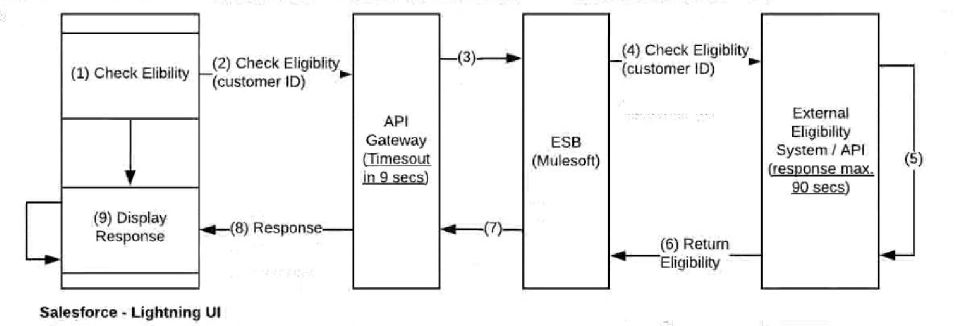 (1) Check Elibility
(2) Check Eligiblity
(customer ID)
(3)
(4) Check Eligiblity
(customer ID)
API
Gateway
(Timesout
in 9 secs)
ESB
(Mulesoft)
External
Eligibility
System / API
(response max.
90 secs)
(5)
(6) Return
Eligibility
(7)
(8) Response
(9) Display
Response
Salesforce - Lightning UI